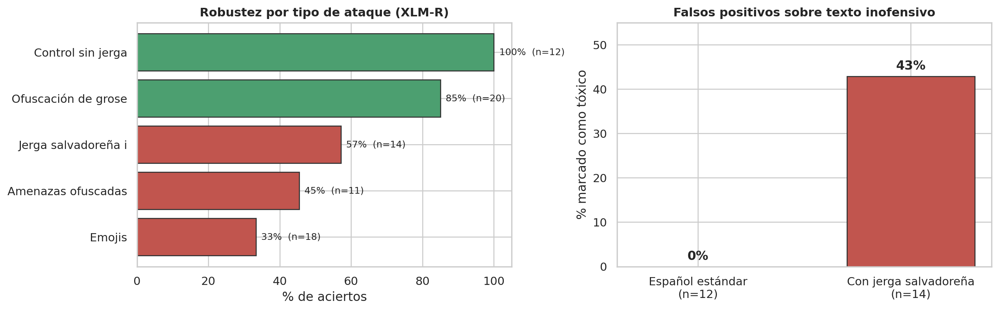 Robustez por tipo de ataque (XLM-R)
Control sin jerga
100%  (n=12)
Ofuscación de grose
85%  (n=20)
Jerga salvadoreña i
57%  (n=14)
Amenazas ofuscadas
45%  (n=11)
Emojis
33%  (n=18)
0 20 40 60 80 100
% de aciertos
Falsos positivos sobre texto inofensivo
% marcado como tóxico
50
40
30
20
10
0
43%
0%
Español estándar
(n=12)
Con jerga salvadoreña
(n=14)